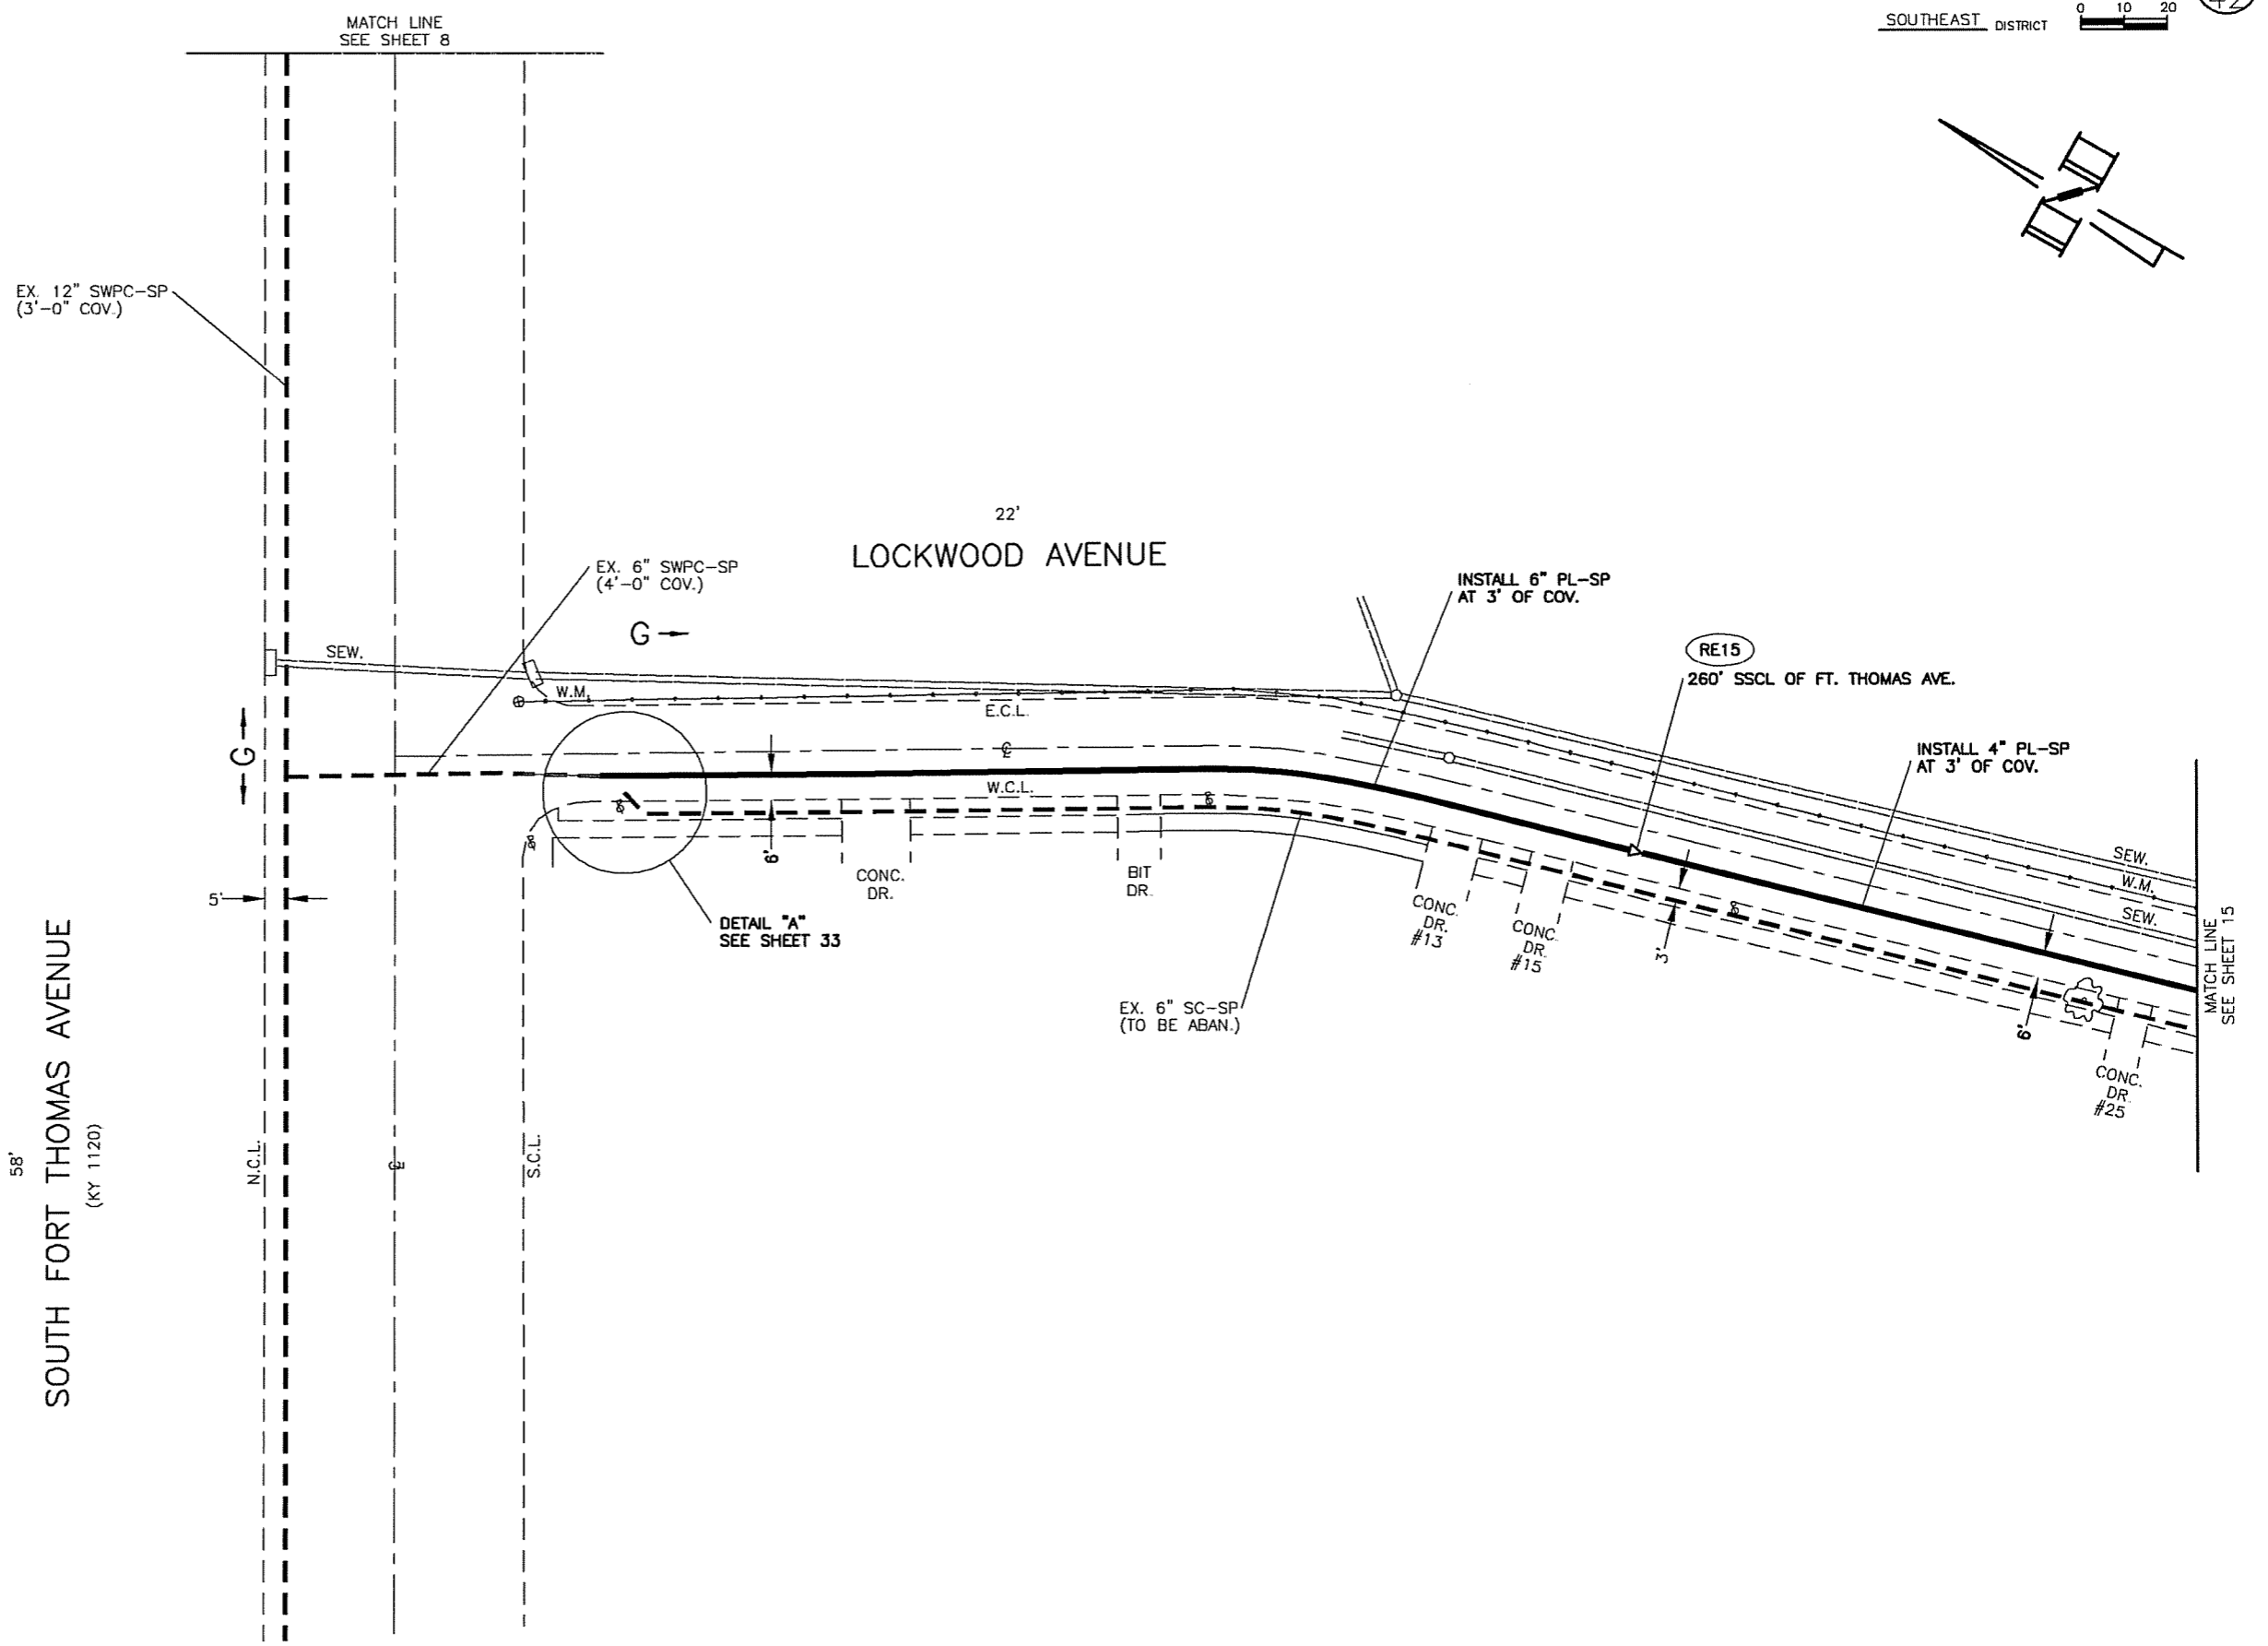 MATCH LINE
SEE SHEET 8
SOUTHEAST DISTRICT
0 10 20
42
N
EX. 12" SWPC-SP
(3'-0" COV.)
22'
LOCKWOOD AVENUE
EX. 6" SWPC-SP
(4'-0" COV.)
INSTALL 6" PL-SP
AT 3' OF COV.
G
RE15
260' SSCL OF FT. THOMAS AVE.
SEW.
W.M.
E.C.L.
INSTALL 4" PL-SP
AT 3' OF COV.
G
℄
W.C.L.
6'
CONC.
DR.
BIT
DR.
SEW.
W.M.
SEW.
5'
DETAIL "A"
SEE SHEET 33
CONC.
DR.
#13
CONC.
DR.
#15
3'
6'
EX. 6" SC-SP
(TO BE ABAN.)
MATCH LINE
SEE SHEET 15
CONC.
DR.
#25
58'
SOUTH FORT THOMAS AVENUE
(KY 1120)
N.C.L.
℄
S.C.L.